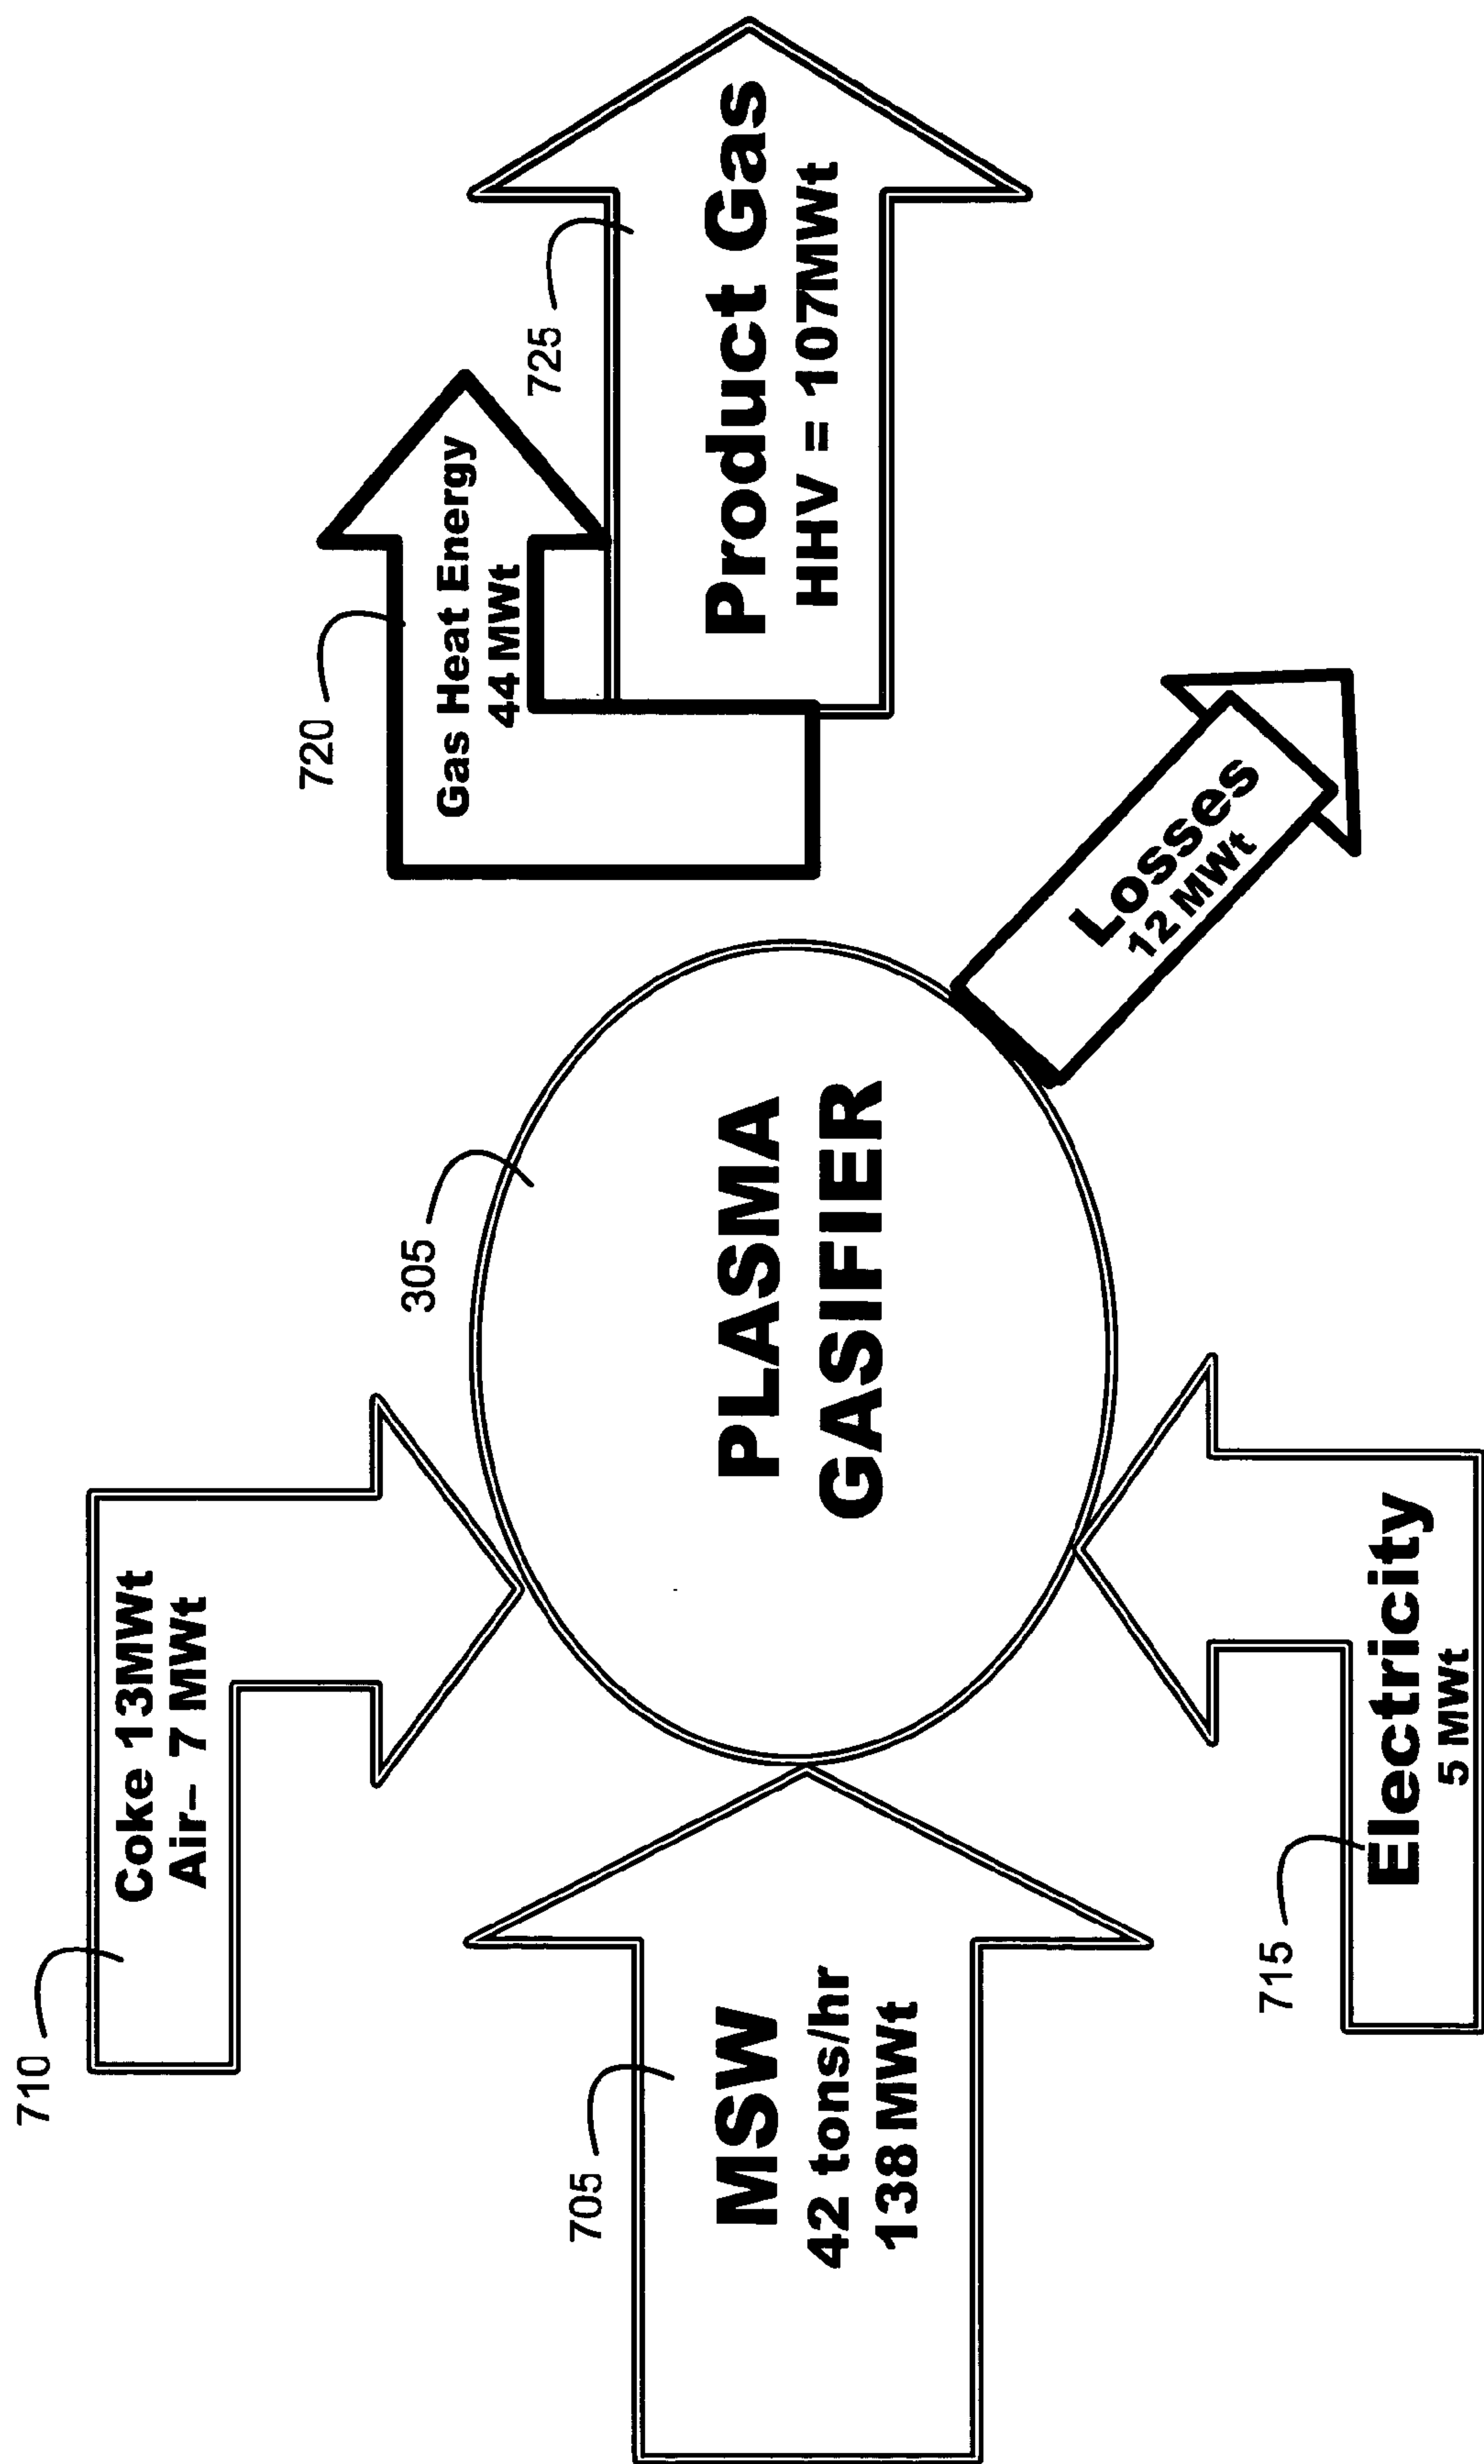 710
Coke 13MWt
Air– 7 MWt
305
720
Gas Heat Energy
44 MWt
725
705
MSW
42 tons/hr
138 MWt
PLASMA
GASIFIER
Product Gas
HHV = 107MWt
Losses
12 MWt
715
Electricity
5 MWt